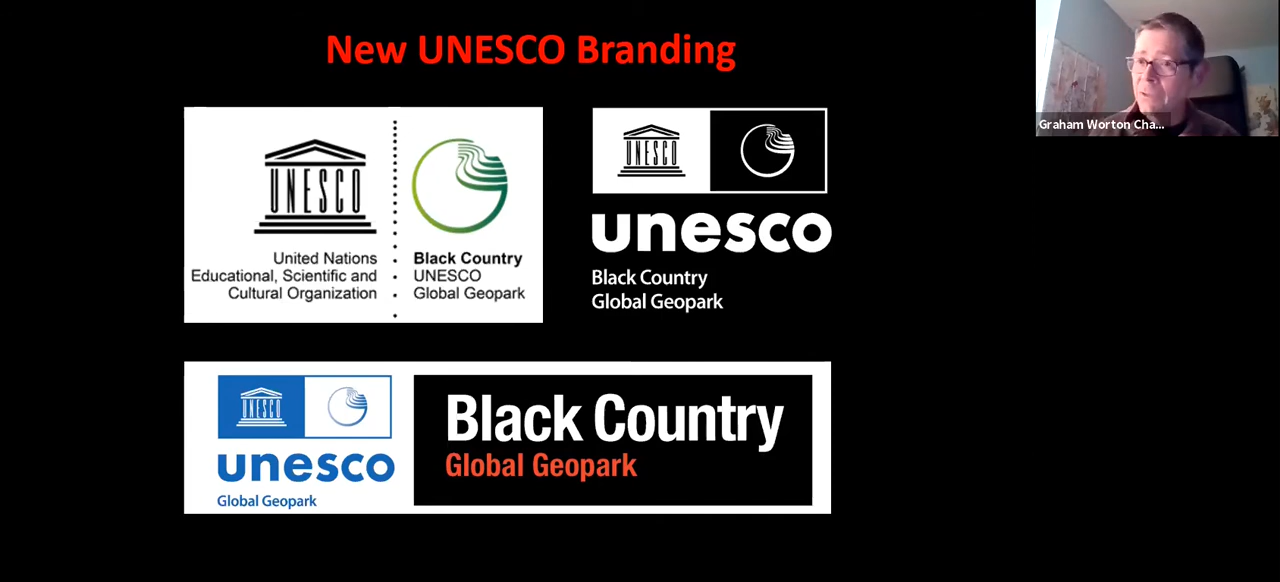 New UNESCO Branding
Graham Worton Cha...
UNESCO
United Nations
Educational, Scientific and
Cultural Organization
Black Country
UNESCO
Global Geopark
UNESCO
unesco
Black Country
Global Geopark
UNESCO
unesco
Global Geopark
Black Country
Global Geopark